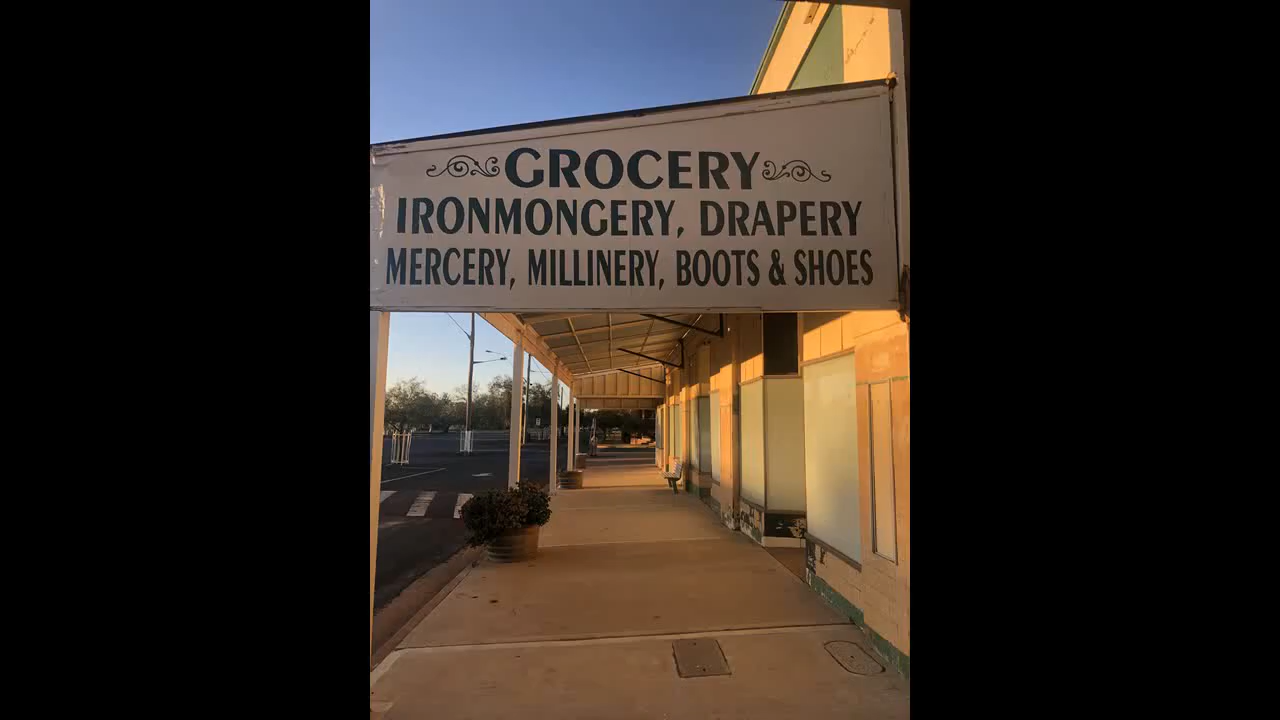 GROCERY
IRONMONGERY, DRAPERY
MERCERY, MILLINERY, BOOTS & SHOES